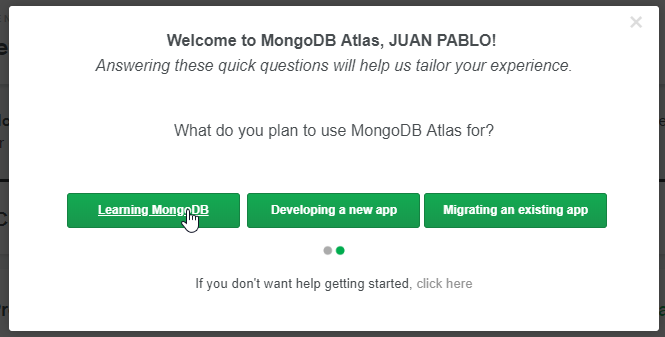 Welcome to MongoDB Atlas, JUAN PABLO!
Answering these quick questions will help us tailor your experience.
What do you plan to use MongoDB Atlas for?
Learning MongoDB
Developing a new app
Migrating an existing app
If you don't want help getting started, click here